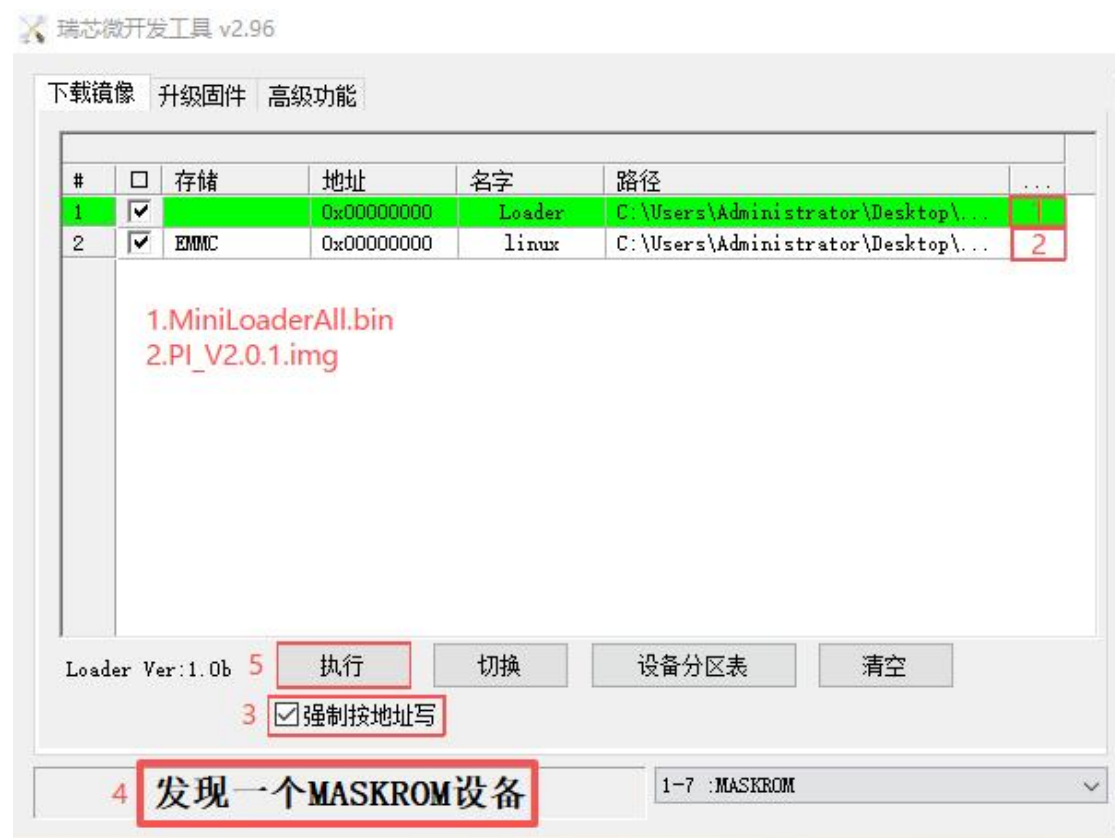 瑞芯微开发工具 v2.96
下载镜像 升级固件 高级功能
# 存储 地址 名字 路径 ...
1 0x00000000 Loader C:\Users\Administrator\Desktop\... 1
2 EMMC 0x00000000 linux C:\Users\Administrator\Desktop\... 2
1.MiniLoaderAll.bin
2.PI_V2.0.1.img
Loader Ver:1.0b 5 执行 切换 设备分区表 清空
3 强制按地址写
4 发现一个MASKROM设备 1-7 :MASKROM